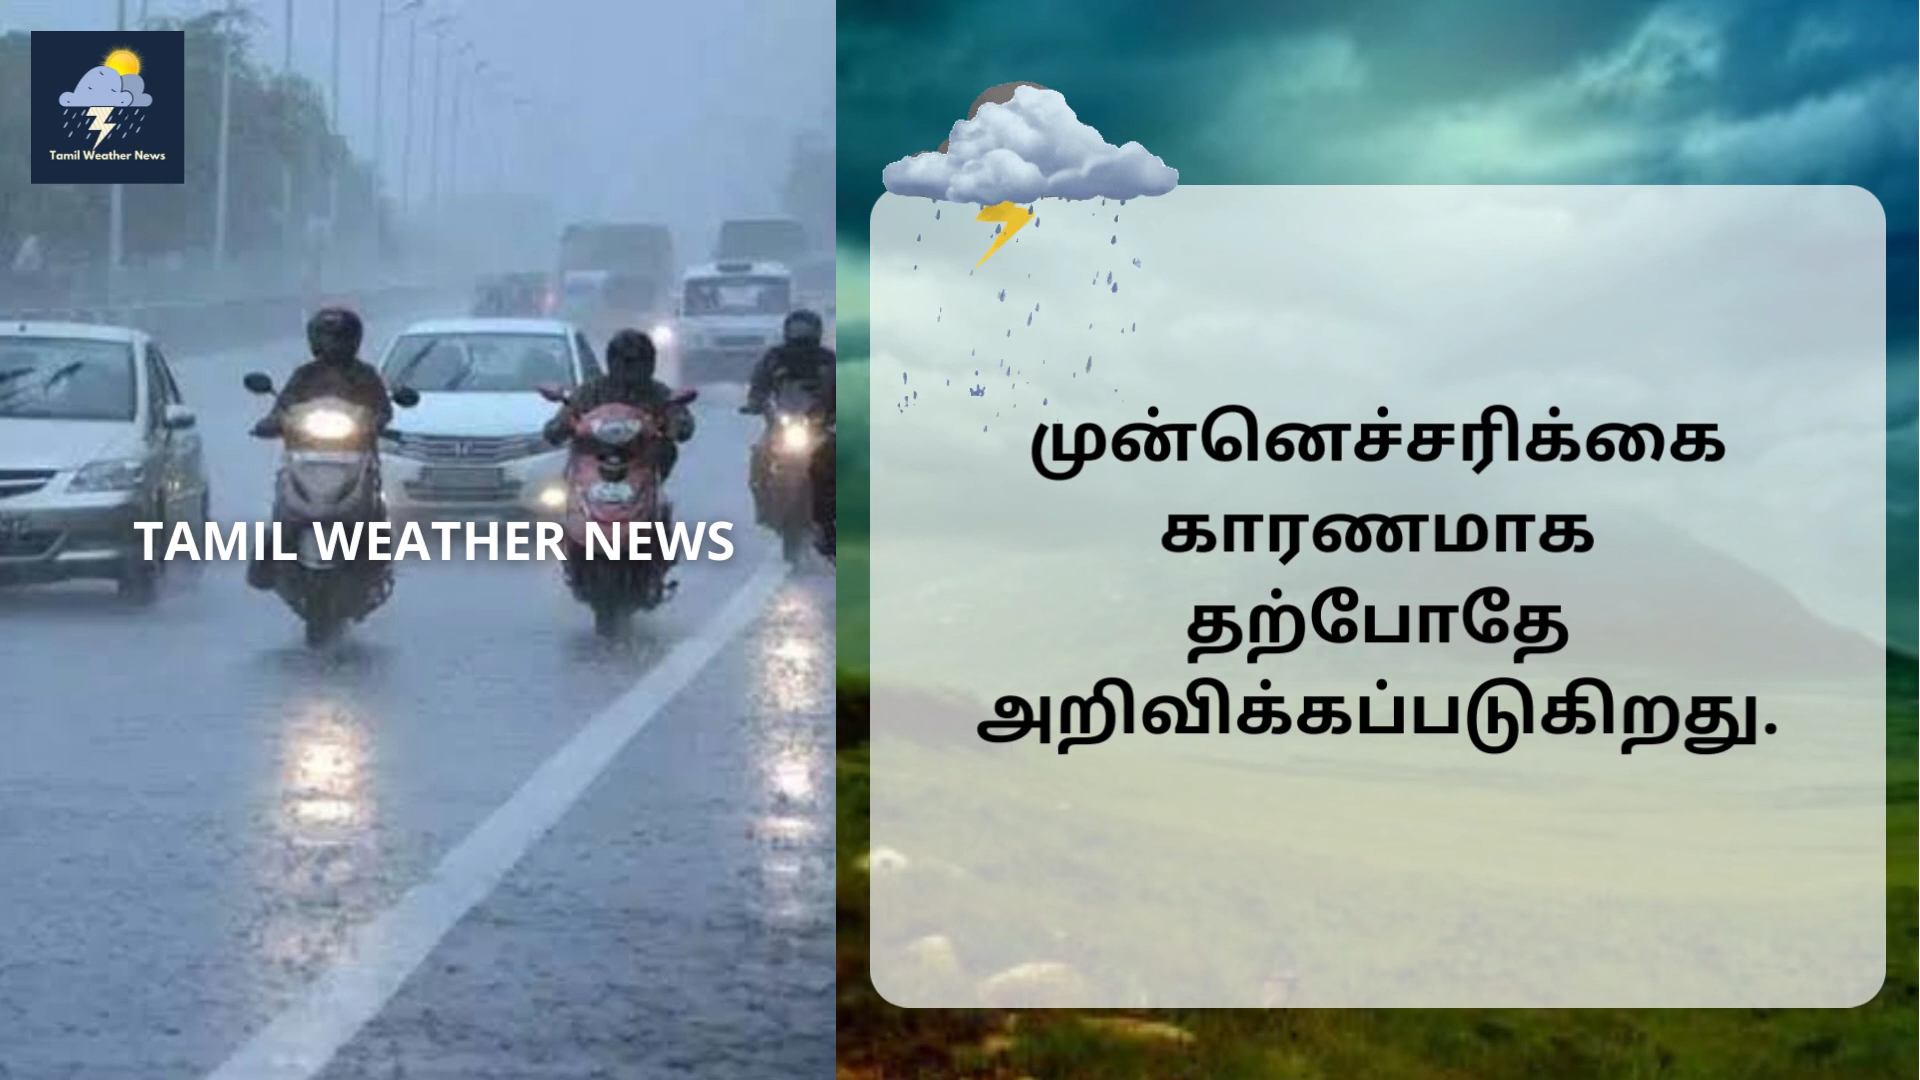 Tamil Weather News
TAMIL WEATHER NEWS
முன்னெச்சரிக்கை
காரணமாக
தற்போதே
அறிவிக்கப்படுகிறது.